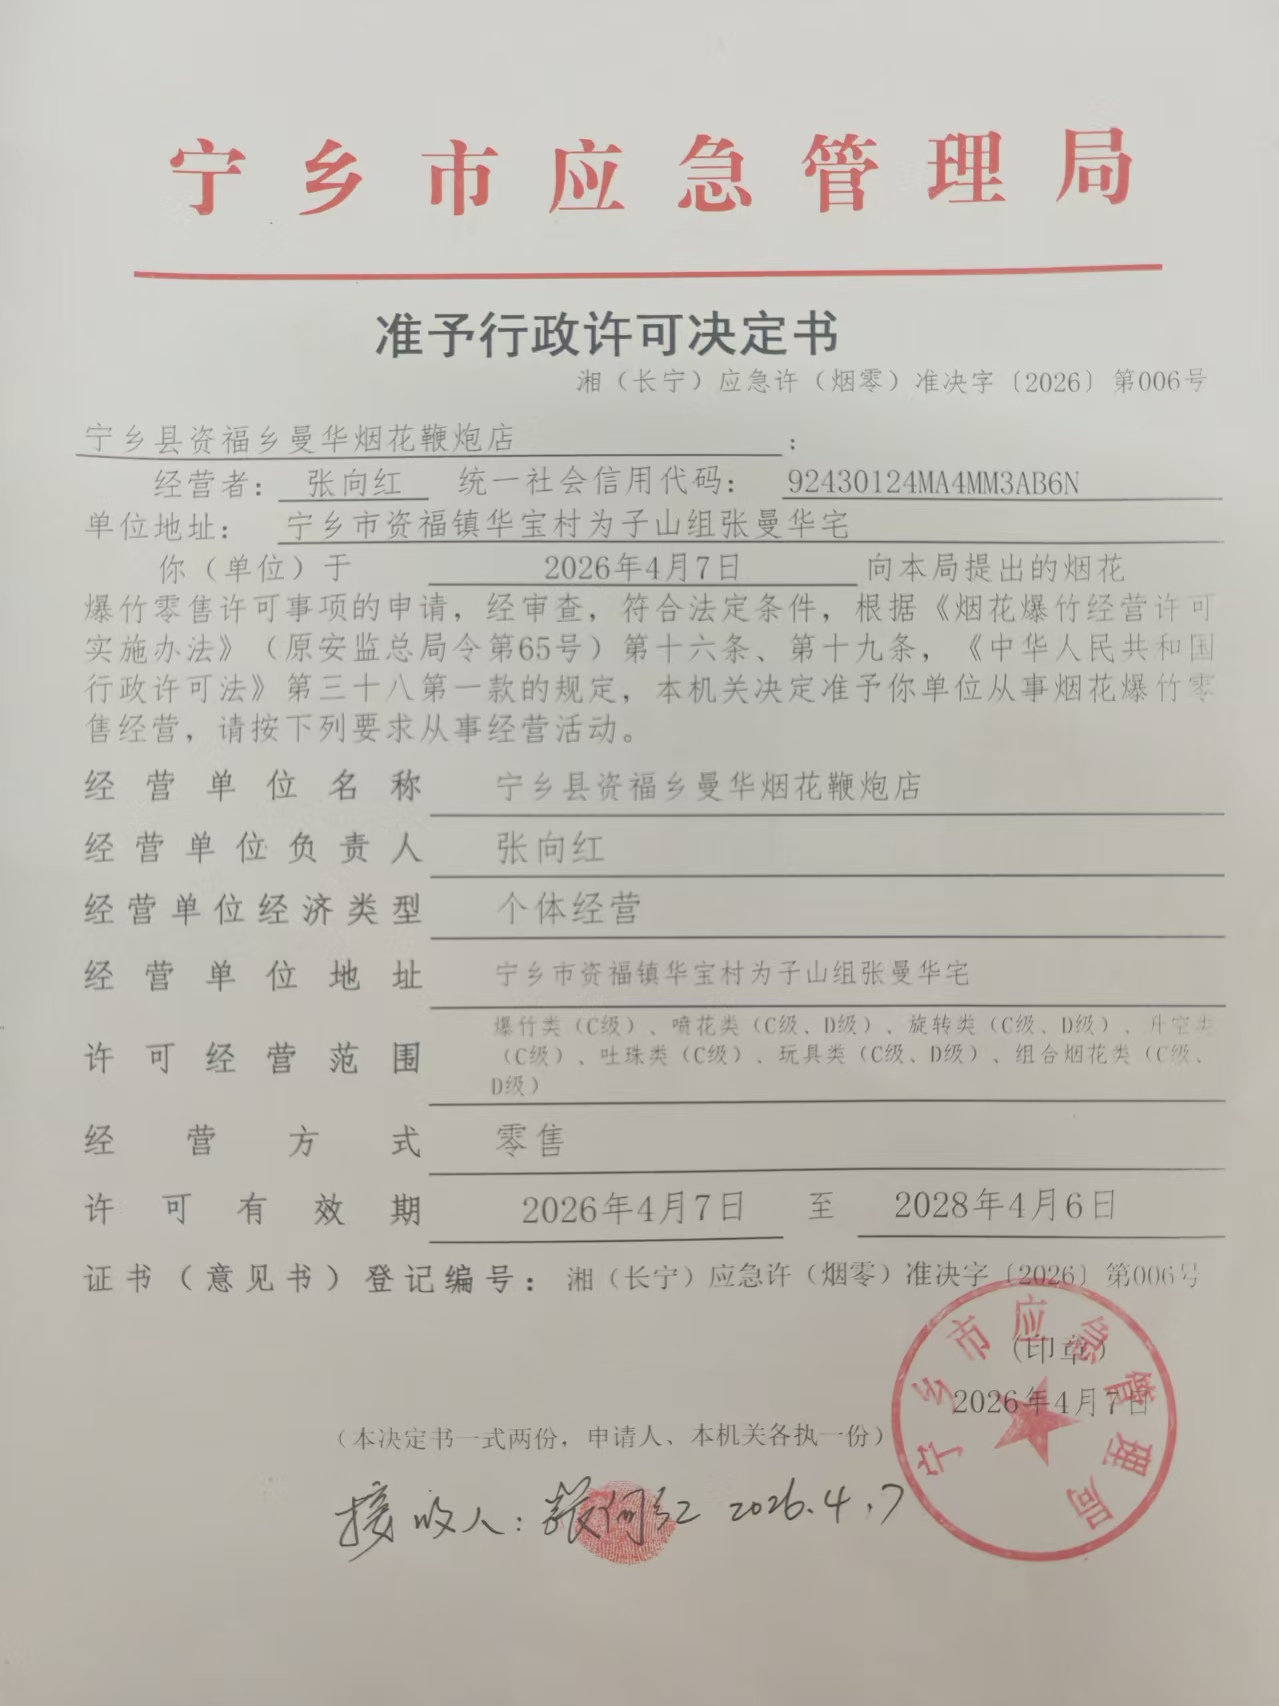 宁乡市应急管理局
准予行政许可决定书
湘（长宁）应急许（烟零）准决字〔2026〕第006号
宁乡县资福乡曼华烟花鞭炮店：
经营者：张向红 统一社会信用代码：92430124MA4MM3AB6N
单位地址：宁乡市资福镇华宝村为子山组张曼华宅
你（单位）于 2026年4月7日 向本局提出的烟花
爆竹零售许可事项的申请，经审查，符合法定条件，根据《烟花爆竹经营许可
实施办法》（原安监总局令第65号）第十六条、第十九条，《中华人民共和国
行政许可法》第三十八第一款的规定，本机关决定准予你单位从事烟花爆竹零
售经营，请按下列要求从事经营活动。
经营单位名称 宁乡县资福乡曼华烟花鞭炮店
经营单位负责人 张向红
经营单位经济类型 个体经营
经营单位地址 宁乡市资福镇华宝村为子山组张曼华宅
许可经营范围 爆竹类（C级）、喷花类（C级、D级）、旋转类（C级、D级）、升空类
（C级）、吐珠类（C级）、玩具类（C级、D级）、组合烟花类（C级、
D级）
经营方式 零售
许可有效期 2026年4月7日 至 2028年4月6日
证书（意见书）登记编号：湘（长宁）应急许（烟零）准决字〔2026〕第006号
（印章）
宁乡市应急管理局
2026年4月7日
（本决定书一式两份，申请人、本机关各执一份）
接收人：张向红 2026.4.7